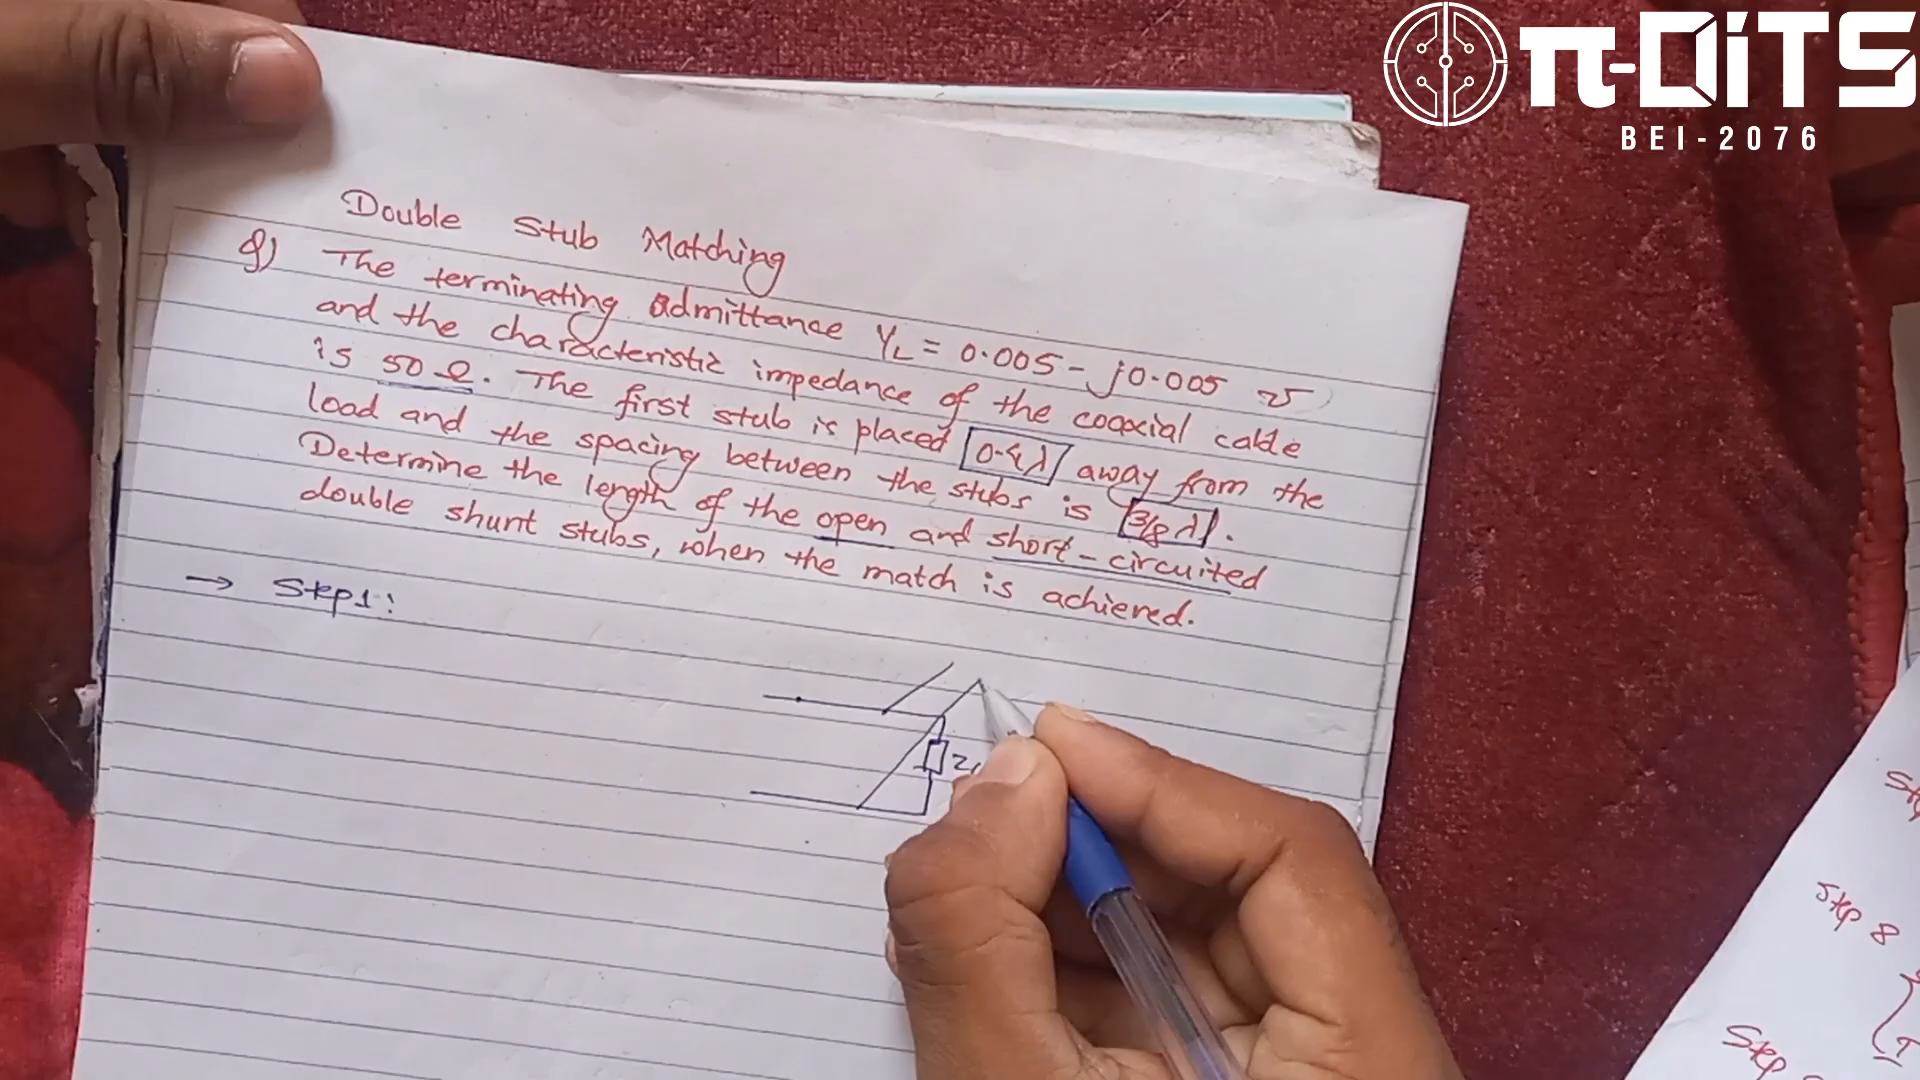 π-DiTS
BEI-2076
Double Stub Matching
Q) The terminating admittance YL = 0.005 - j0.005 ℧
and the characteristic impedance of the coaxial cable
is 50 Ω. The first stub is placed 0.4λ away from the
load and the spacing between the stubs is 3/8 λ.
Determine the length of the open and short-circuited
double shunt stubs, when the match is achieved.
→ Step1:
Step 8
Step